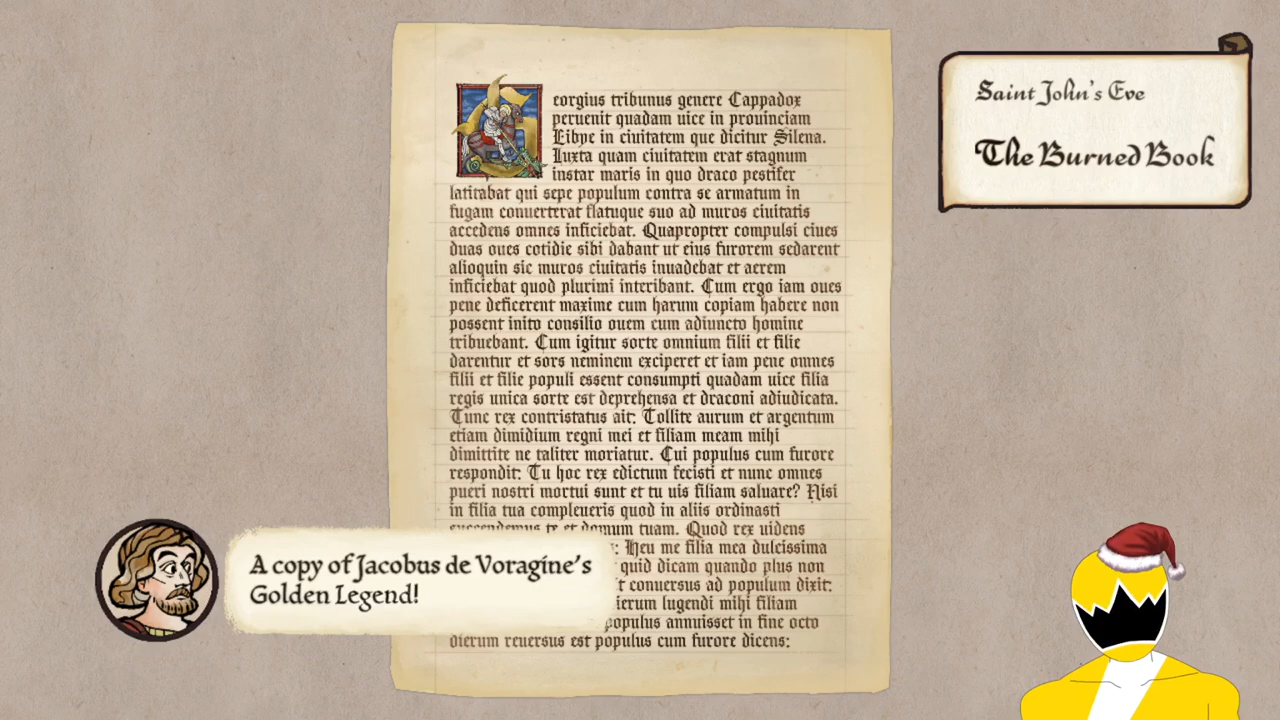 eorgius tribunus genere Cappadox
peruenit quadam uice in prouinciam
Libye in ciuitatem que dicitur Silena.
Iuxta quam ciuitatem erat stagnum
instar maris in quo draco pestifer
latitabat qui sepe populum contra se armatum in
fugam conuerterat flatuque suo ad muros ciuitatis
accedens omnes inficiebat. Quapropter compulsi ciues
duas oues cotidie sibi dabant ut eius furorem sedarent
alioquin sic muros ciuitatis inuadebat et aerem
inficiebat quod plurimi interibant. Cum ergo iam oues
pene deficerent maxime cum harum copiam habere non
possent inito consilio ouem cum adiuncto homine
tribuebant. Cum igitur sorte omnium filii et filie
darentur et sors neminem exciperet et iam pene omnes
filii et filie populi essent consumpti quadam uice filia
regis unica sorte est deprehensa et draconi adiudicata.
Tunc rex contristatus ait: Tollite aurum et argentum
etiam dimidium regni mei et filiam meam mihi
dimittite ne taliter moriatur. Cui populus cum furore
respondit: Tu hoc rex edictum fecisti et nunc omnes
pueri nostri mortui sunt et tu uis filiam saluare? Nisi
in filia tua compleueris quod in aliis ordinasti
succendemus te et domum tuam. Quod rex uidens
: Heu me filia mea dulcissima
quid dicam quando plus non
t conuersus ad populum dixit:
ierum lugendi mihi filiam
populus annuisset in fine octo
dierum reuersus est populus cum furore dicens:
Saint John's Eve
The Burned Book
A copy of Jacobus de Voragine's
Golden Legend!